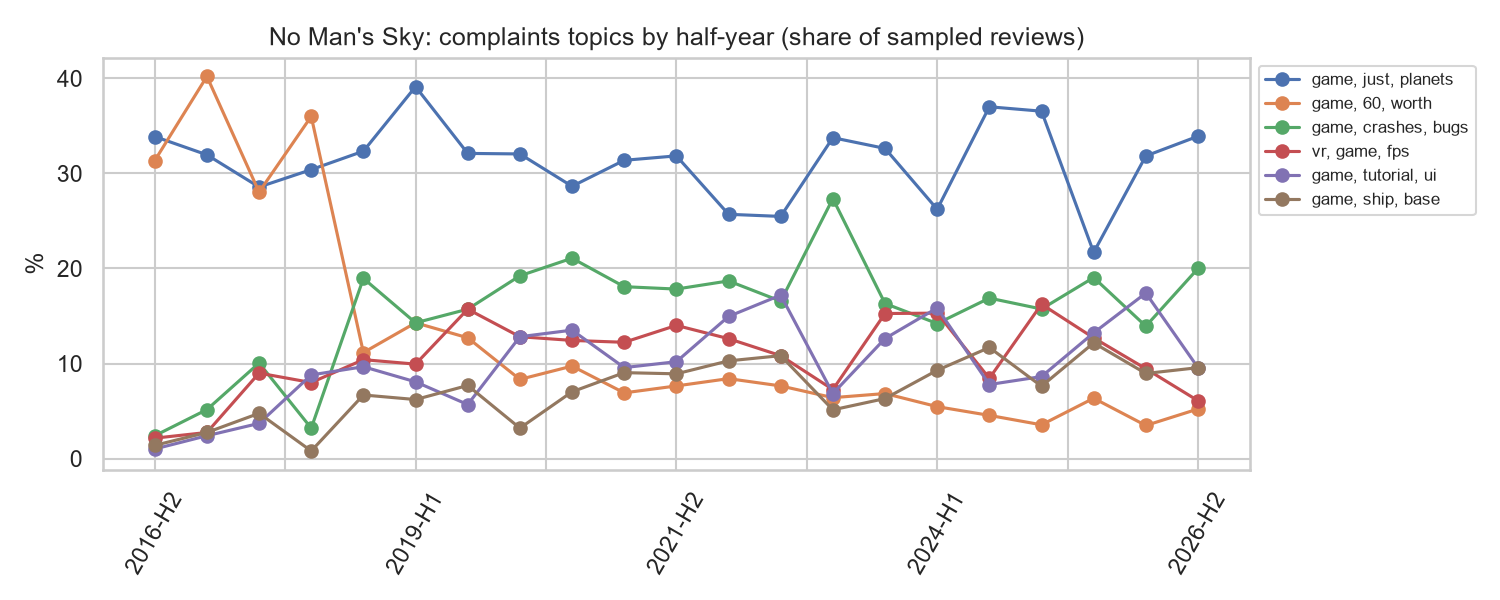 No Man's Sky: complaints topics by half-year (share of sampled reviews)
%
40
30
20
10
0
2016-H2
2019-H1
2021-H2
2024-H1
2026-H2
game, just, planets
game, 60, worth
game, crashes, bugs
vr, game, fps
game, tutorial, ui
game, ship, base